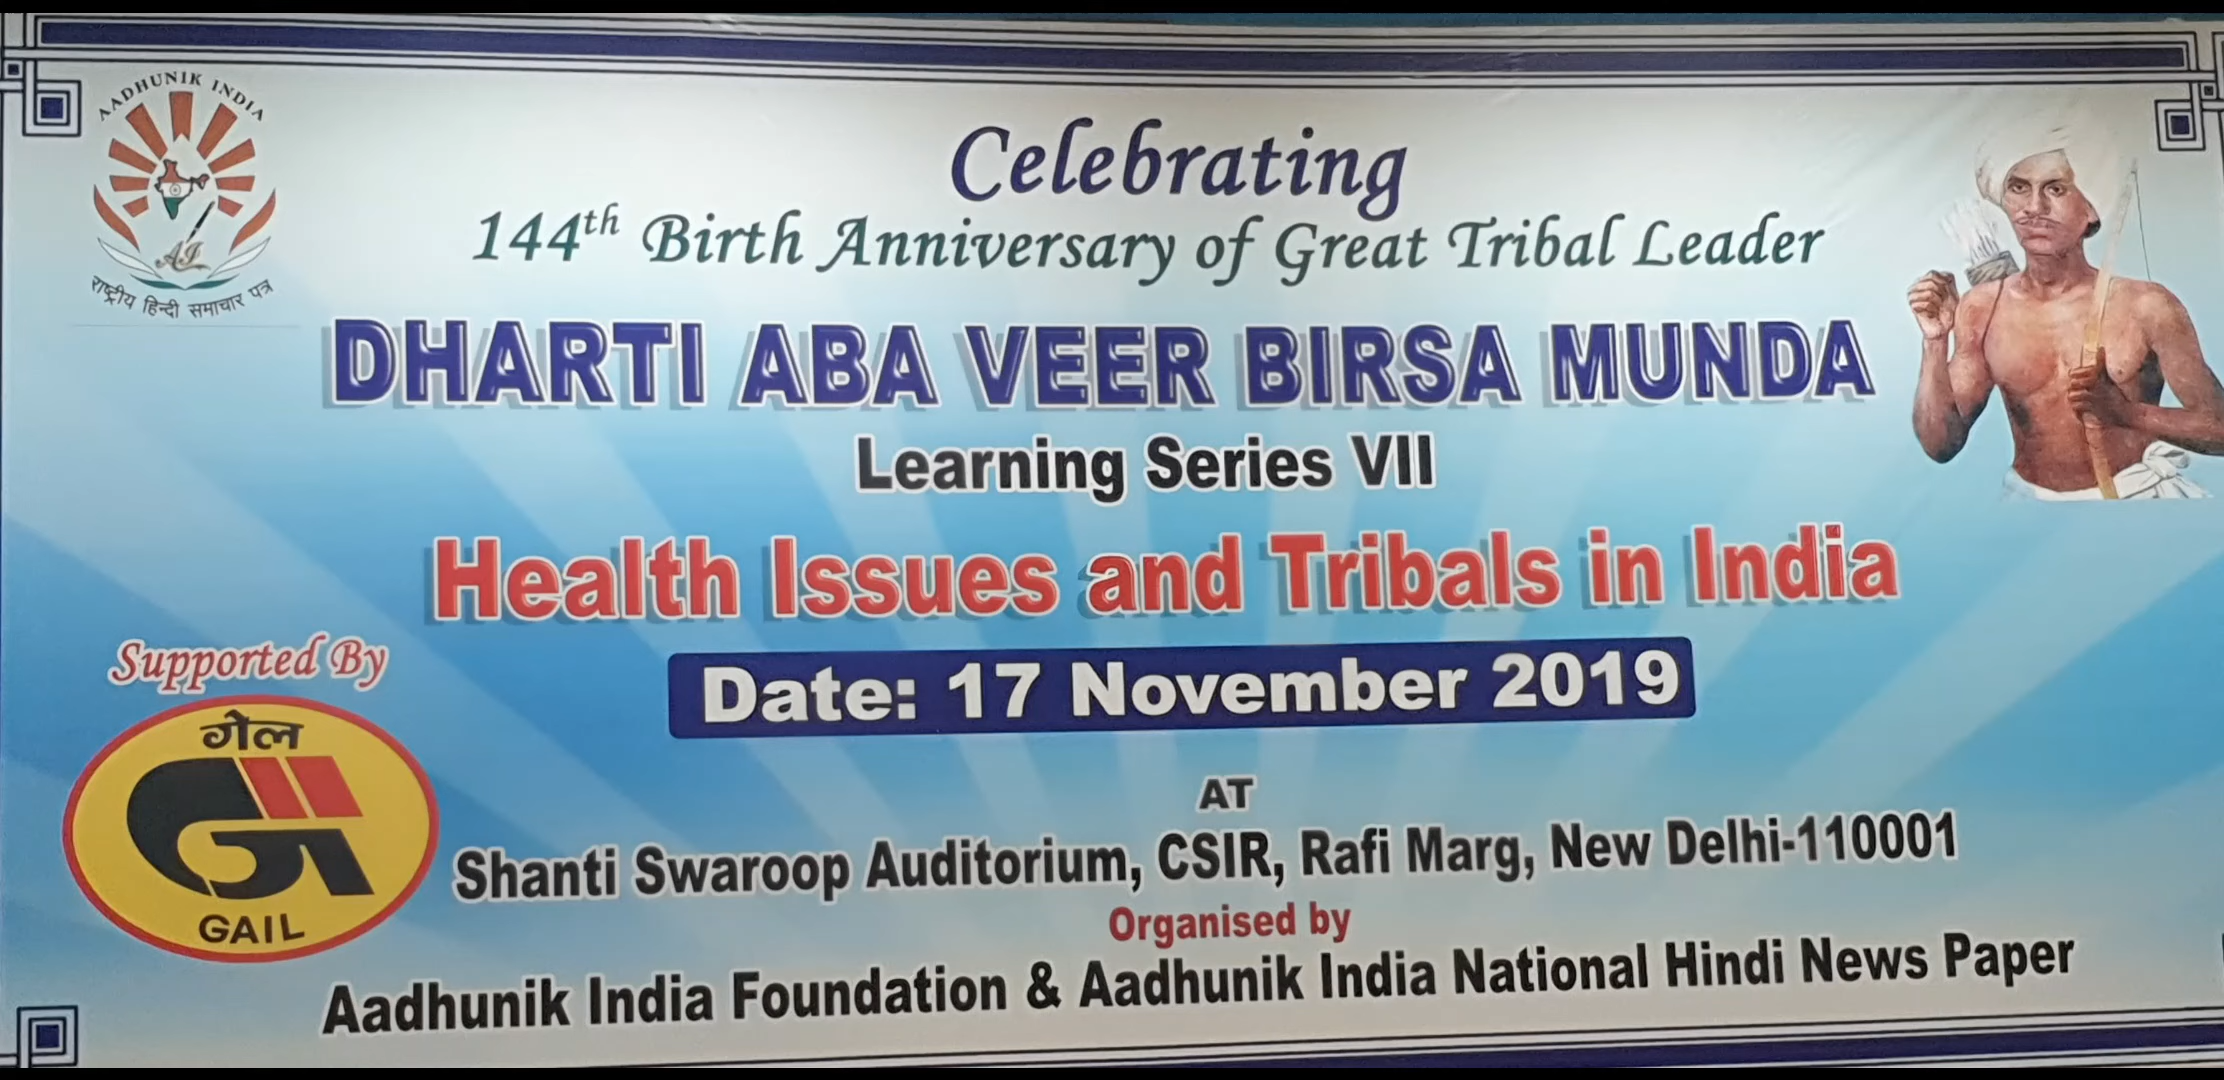 AADHUNIK INDIA
AI
राष्ट्रीय हिन्दी समाचार पत्र
Celebrating
144th Birth Anniversary of Great Tribal Leader
DHARTI ABA VEER BIRSA MUNDA
Learning Series VII
Health Issues and Tribals in India
Supported By
गेल
GAIL
Date: 17 November 2019
AT
Shanti Swaroop Auditorium, CSIR, Rafi Marg, New Delhi-110001
Organised by
Aadhunik India Foundation & Aadhunik India National Hindi News Paper